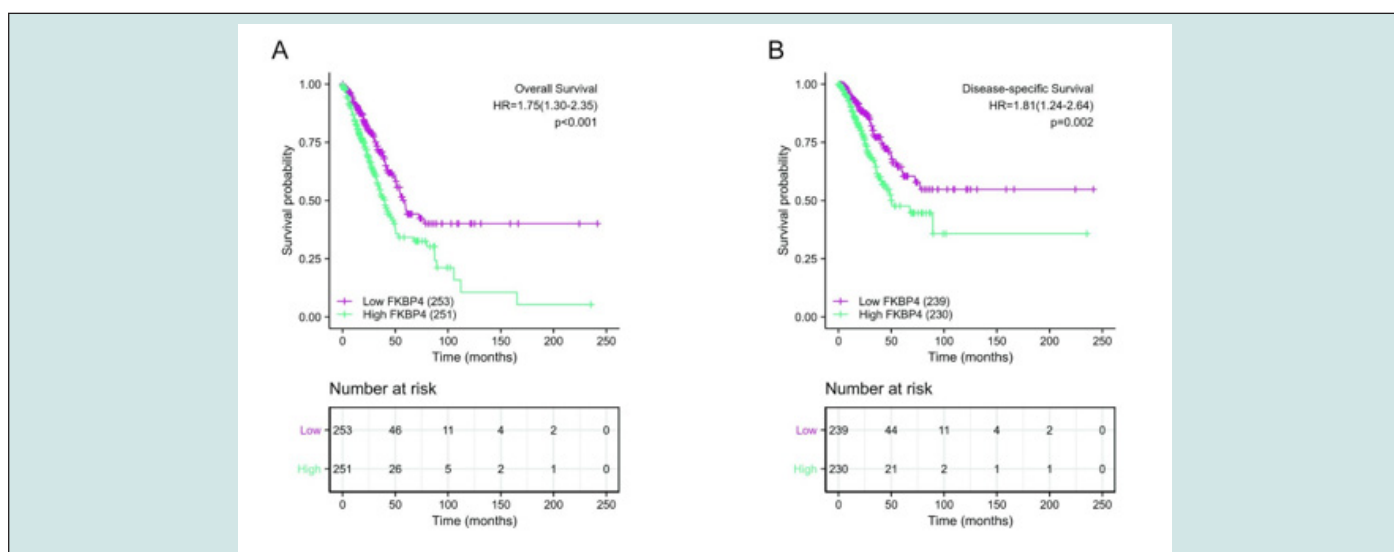 A
Overall Survival
HR=1.75(1.30-2.35)
p<0.001
Survival probability
1.00
0.75
0.50
0.25
0.00
Low FKBP4 (253)
High FKBP4 (251)
0 50 100 150 200 250
Time (months)
Number at risk
Low 253 46 11 4 2 0
High 251 26 5 2 1 0
0 50 100 150 200 250
Time (months)
B
Disease-specific Survival
HR=1.81(1.24-2.64)
p=0.002
Survival probability
1.00
0.75
0.50
0.25
0.00
Low FKBP4 (239)
High FKBP4 (230)
0 50 100 150 200 250
Time (months)
Number at risk
Low 239 44 11 4 2 0
High 230 21 2 1 1 0
0 50 100 150 200 250
Time (months)